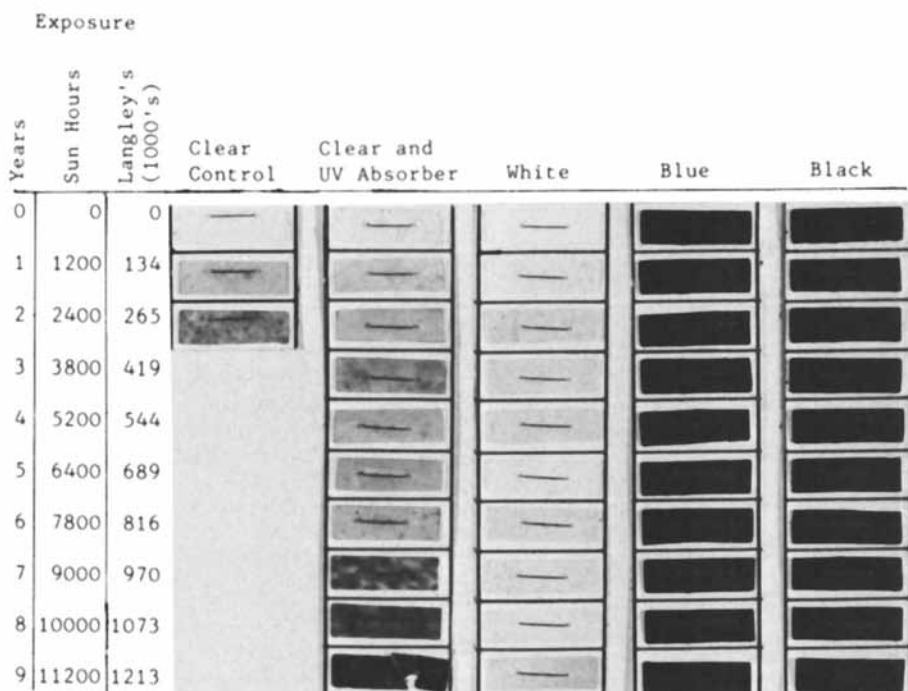 Exposure
Years
Sun Hours
Langley's
(1000's)
Clear
Control
Clear and
UV Absorber
White
Blue
Black
0 0 0
1 1200 134
2 2400 265
3 3800 419
4 5200 544
5 6400 689
6 7800 816
7 9000 970
8 10000 1073
9 11200 1213